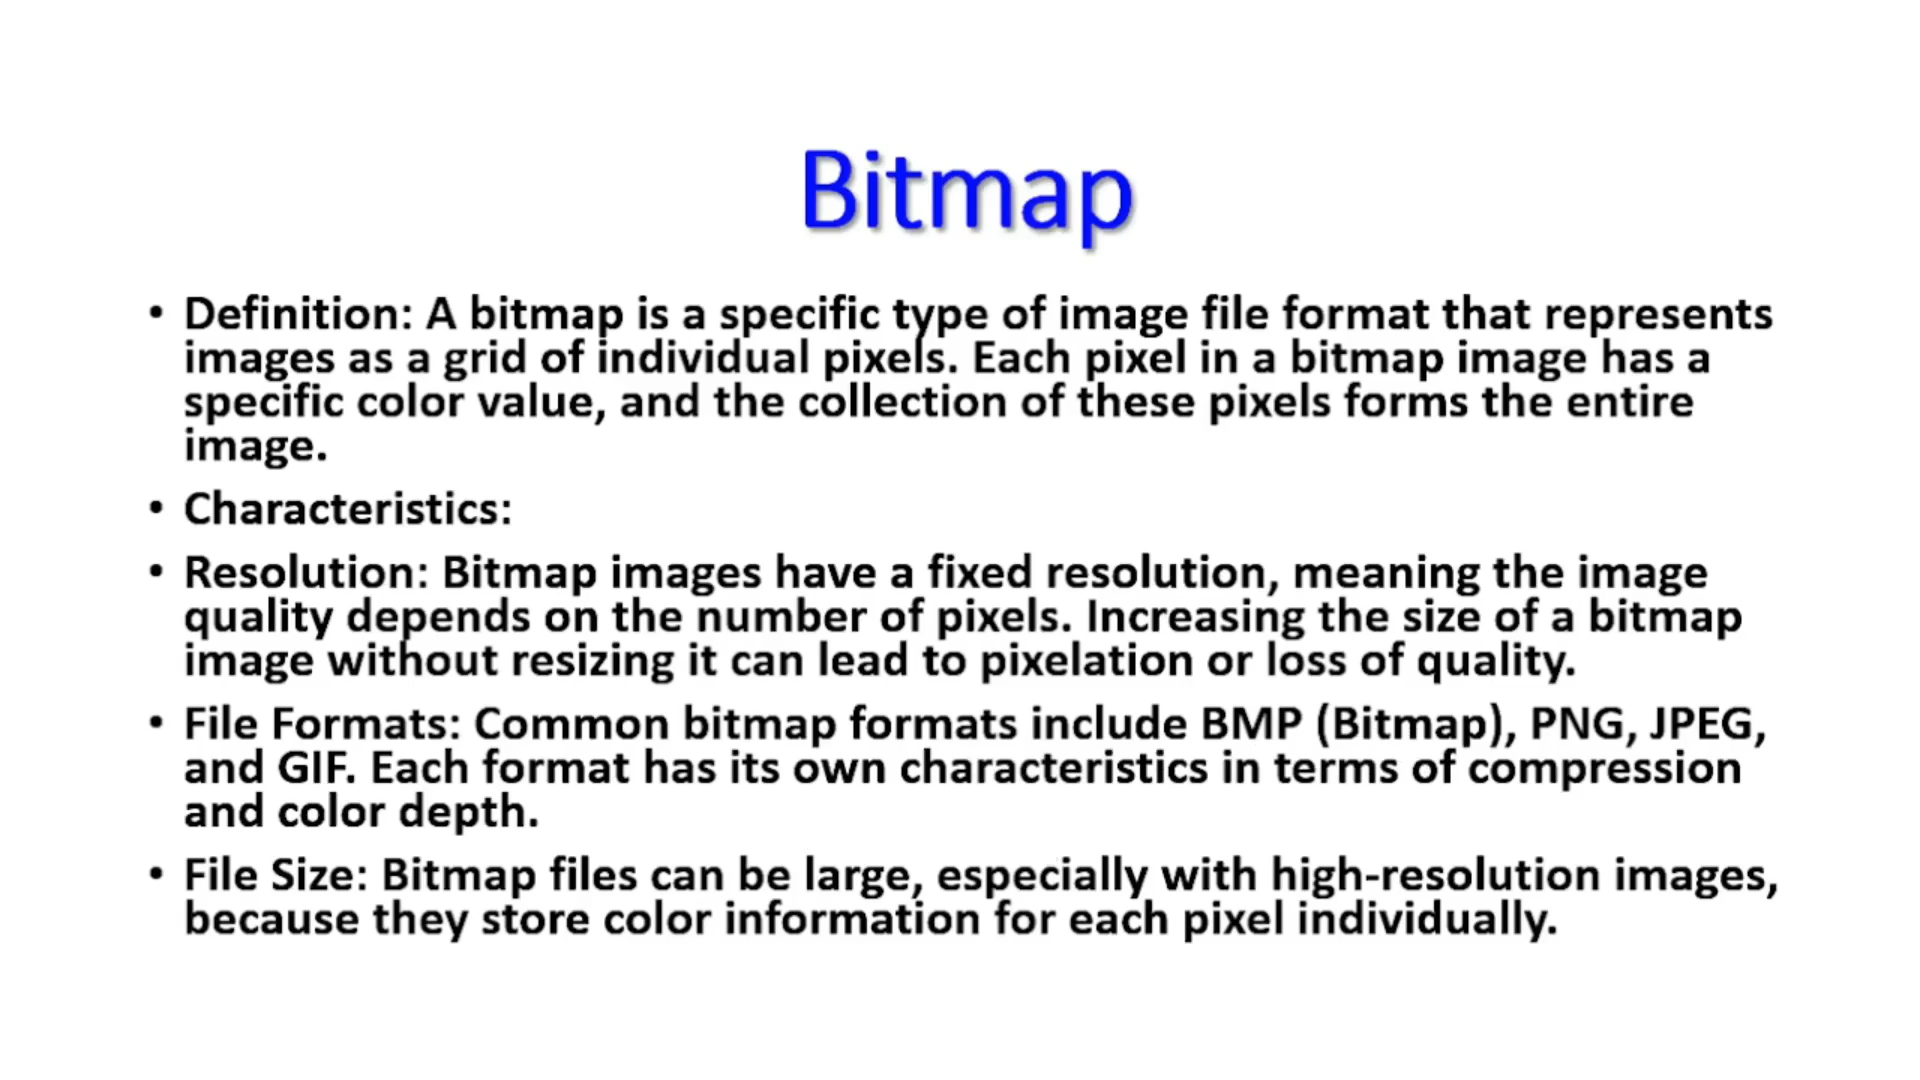 Bitmap
• Definition: A bitmap is a specific type of image file format that represents
images as a grid of individual pixels. Each pixel in a bitmap image has a
specific color value, and the collection of these pixels forms the entire
image.
• Characteristics:
• Resolution: Bitmap images have a fixed resolution, meaning the image
quality depends on the number of pixels. Increasing the size of a bitmap
image without resizing it can lead to pixelation or loss of quality.
• File Formats: Common bitmap formats include BMP (Bitmap), PNG, JPEG,
and GIF. Each format has its own characteristics in terms of compression
and color depth.
• File Size: Bitmap files can be large, especially with high-resolution images,
because they store color information for each pixel individually.